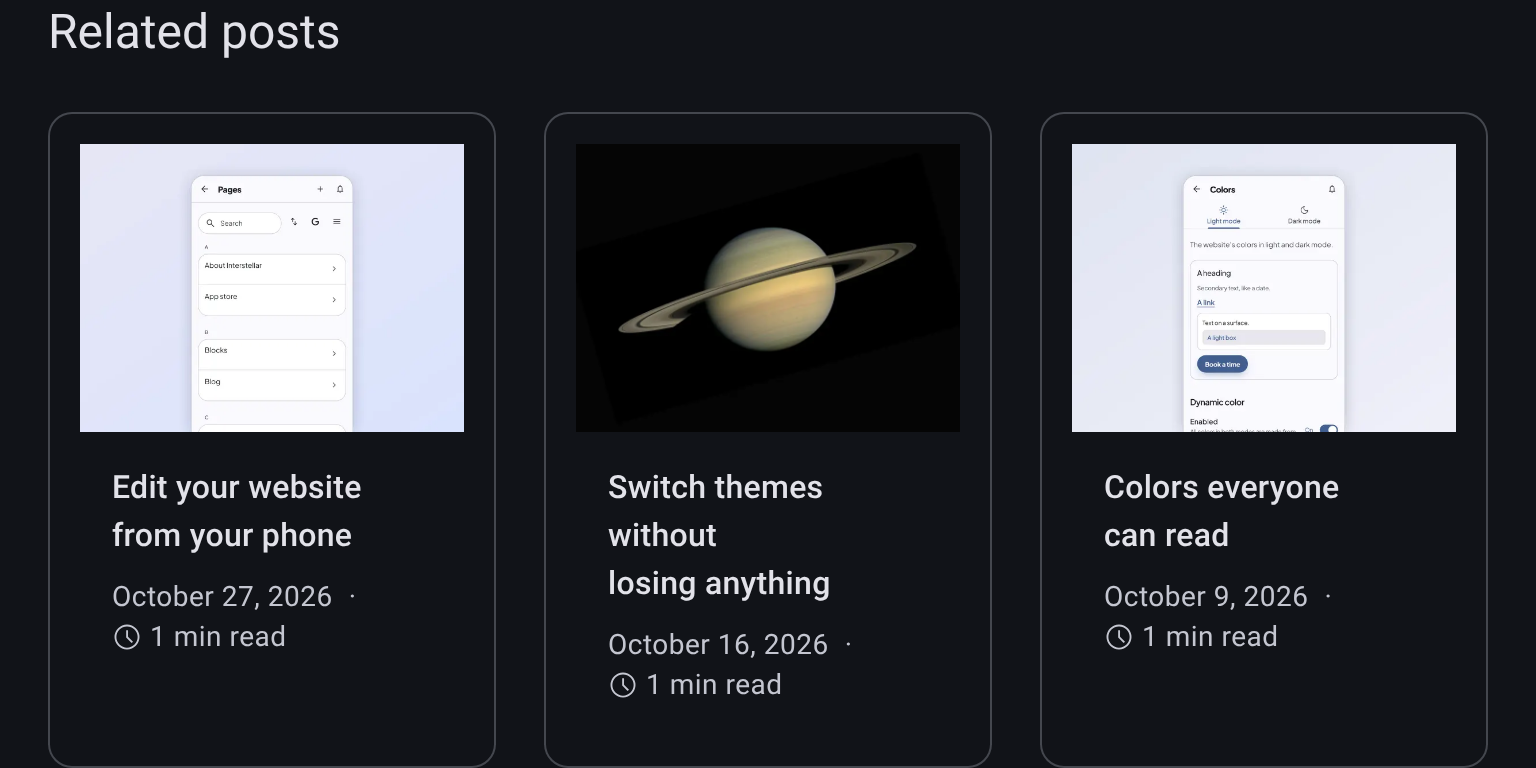 Related posts
Pages
Search
A
About Interstellar
App store
B
Blocks
Blog
C
Edit your website
from your phone
October 27, 2026 ·
1 min read
Switch themes
without
losing anything
October 16, 2026 ·
1 min read
Colors
Light mode
Dark mode
The website's colors in light and dark mode.
A heading
Secondary text, like a date.
A link
Text on a surface.
A light box
Book a time
Dynamic color
Enabled
On
Colors everyone
can read
October 9, 2026 ·
1 min read